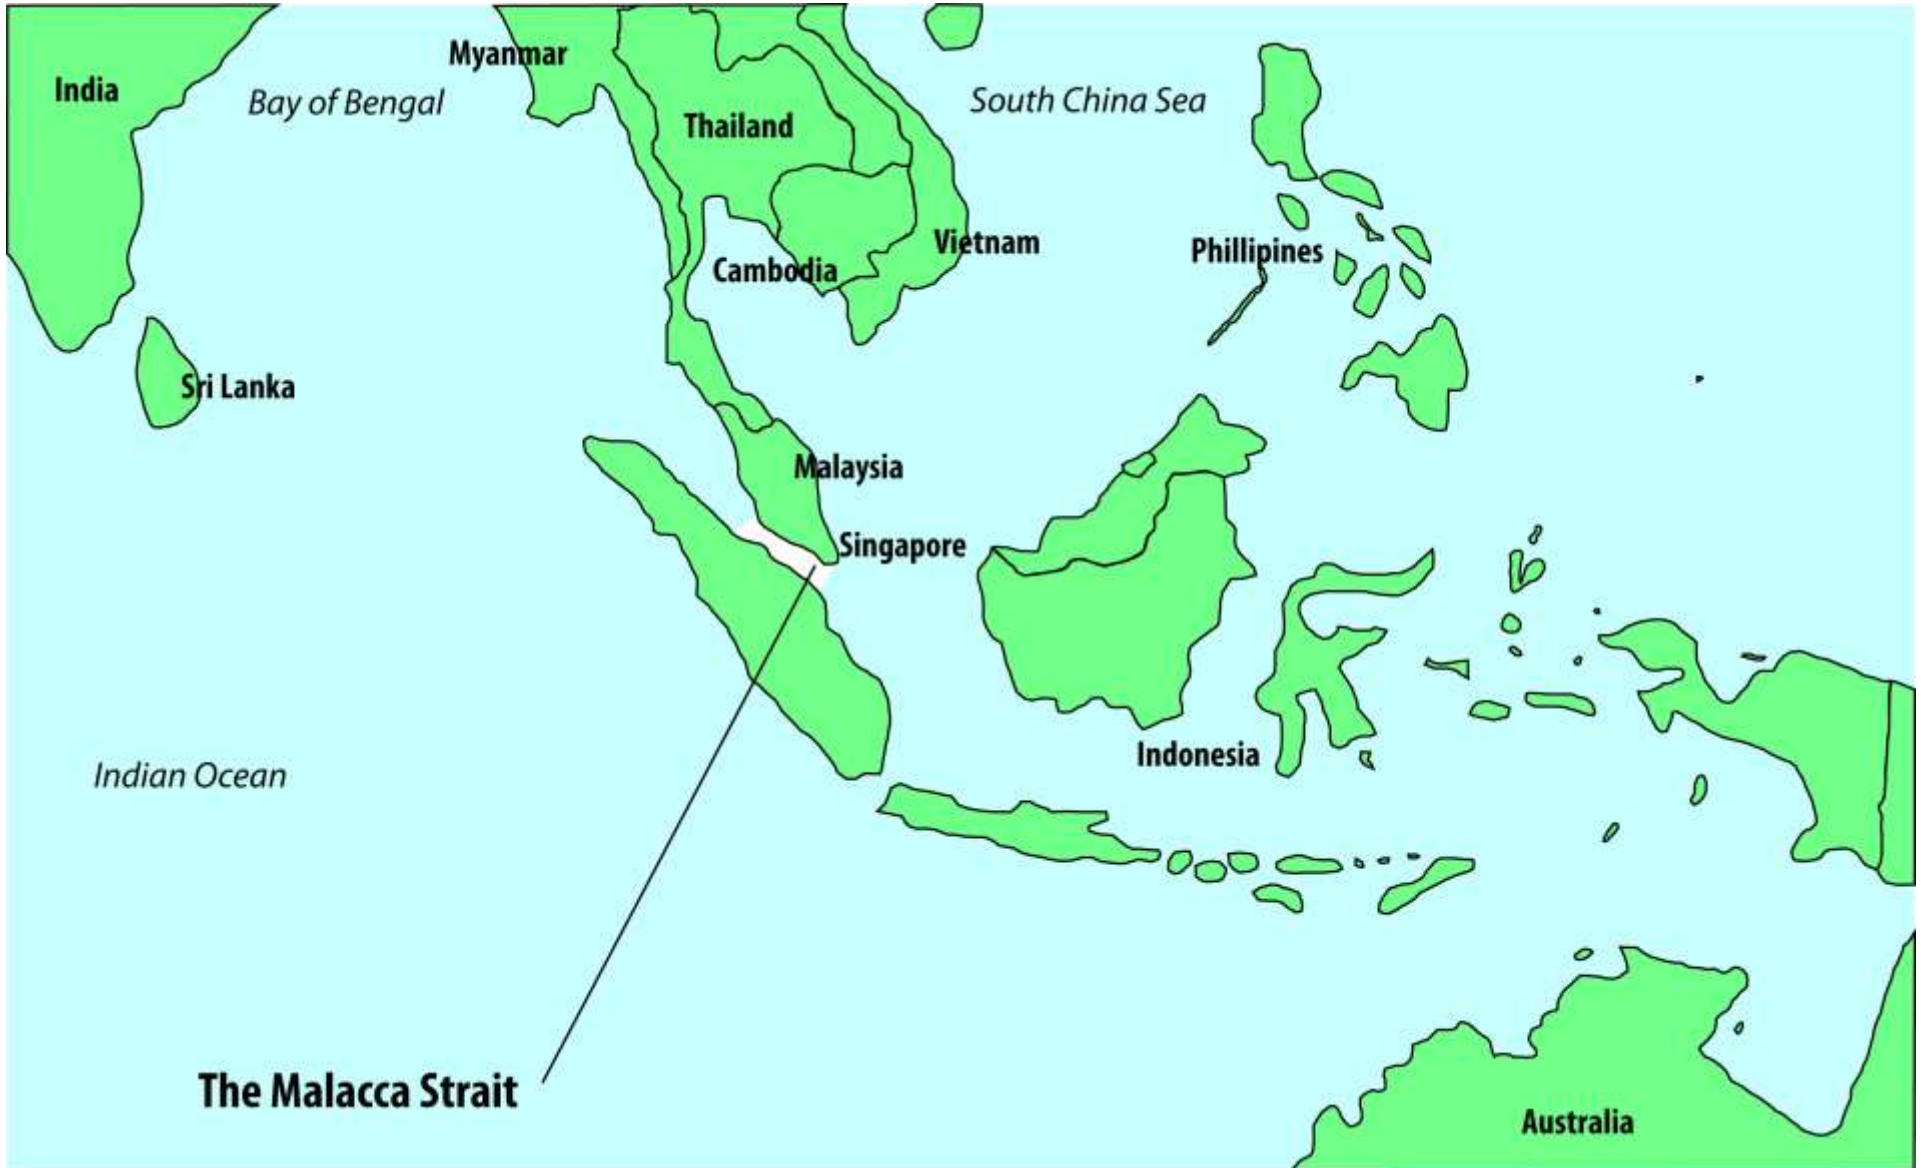 Myanmar
India
Bay of Bengal
South China Sea
Thailand
Vietnam
Phillipines
Cambodia
Sri Lanka
Malaysia
Singapore
Indonesia
Indian Ocean
The Malacca Strait
Australia